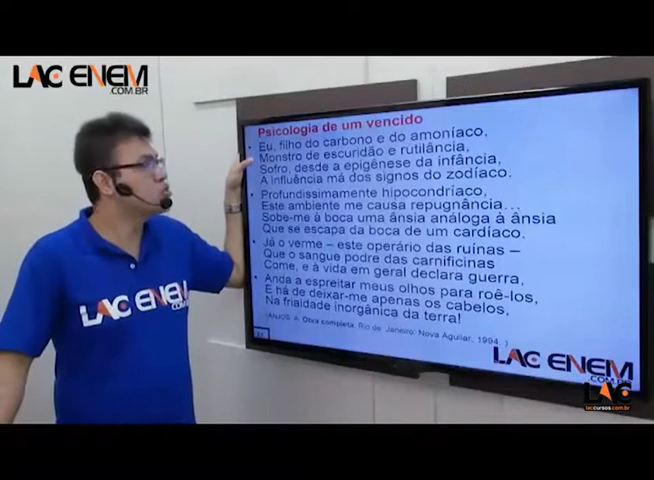 LAC ENEM
.COM.BR
Psicologia de um vencido
• Eu, filho do carbono e do amoníaco,
Monstro de escuridão e rutilância,
Sofro, desde a epigênese da infância,
A influência má dos signos do zodíaco.
• Profundissimamente hipocondríaco,
Este ambiente me causa repugnância...
Sobe-me à boca uma ânsia análoga à ânsia
Que se escapa da boca de um cardíaco.
• Já o verme – este operário das ruínas –
Que o sangue podre das carnificinas
Come, e à vida em geral declara guerra,
• Anda a espreitar meus olhos para roê-los,
E há de deixar-me apenas os cabelos,
Na frialdade inorgânica da terra!
(ANJOS, A. Obra completa. Rio de Janeiro: Nova Aguilar, 1994. )
LAC ENEM
.COM.BR
LAC ENEM
.COM.BR
LAC
laccursos.com.br